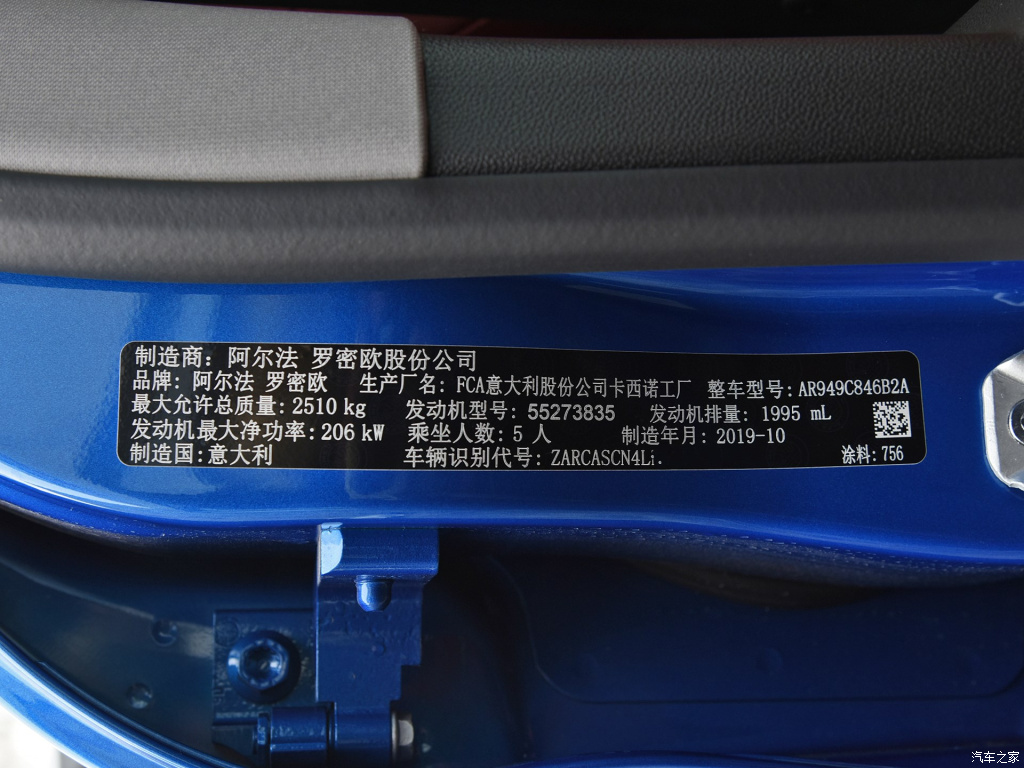 制造商: 阿尔法 罗密欧股份公司
品牌: 阿尔法 罗密欧 生产厂名: FCA意大利股份公司卡西诺工厂 整车型号: AR949C846B2A
最大允许总质量: 2510 kg 发动机型号: 55273835 发动机排量: 1995 mL
发动机最大净功率: 206 kW 乘坐人数: 5 人 制造年月: 2019-10
制造国: 意大利 车辆识别代号: ZARCASCN4Li. 涂料: 756
汽车之家